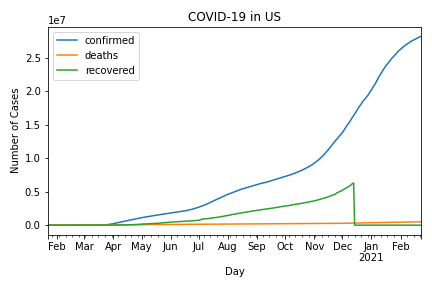 COVID-19 in US
1e7
confirmed
deaths
recovered
2.5
2.0
1.5
1.0
0.5
0.0
Number of Cases
Feb Mar Apr May Jun Jul Aug Sep Oct Nov Dec Jan Feb
2021
Day